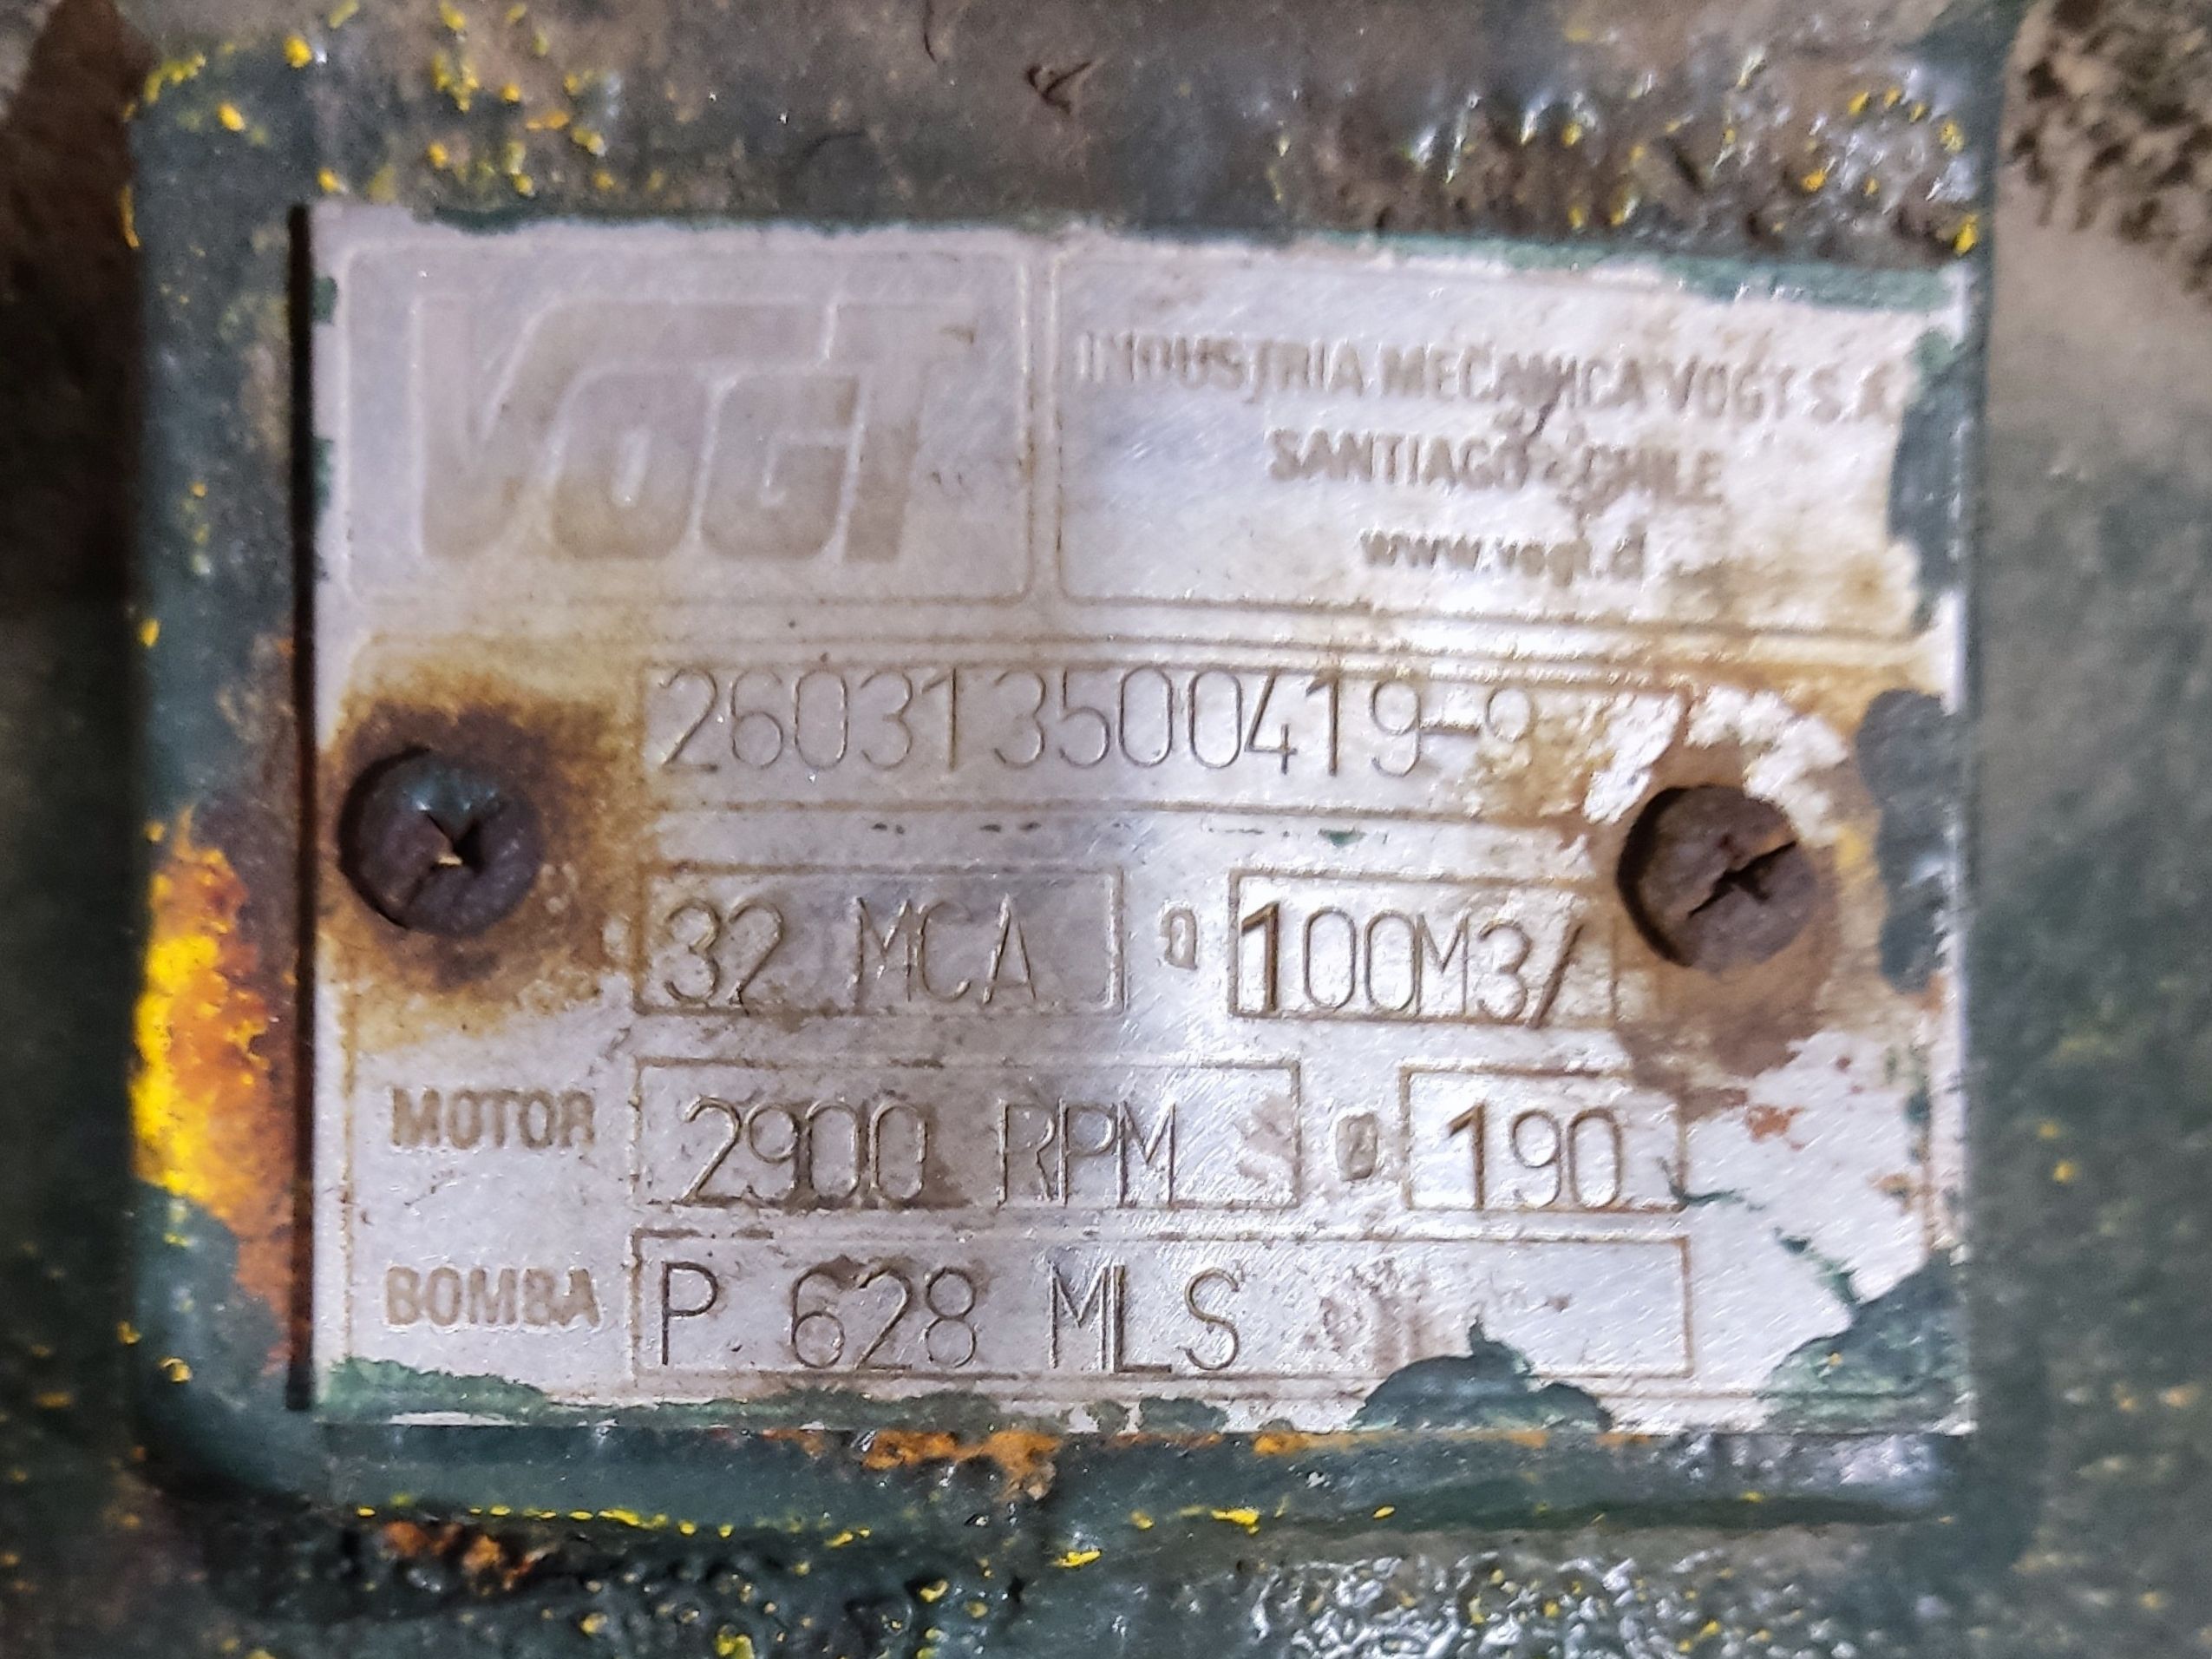 VOGT
INDUSTRIA MECANICA VOGT S.A.
SANTIAGO - CHILE
www.vogt.cl
260313500419-9
32 MCA Q 100M3/
MOTOR 2900 RPM Ø 190
BOMBA P 628 MLS